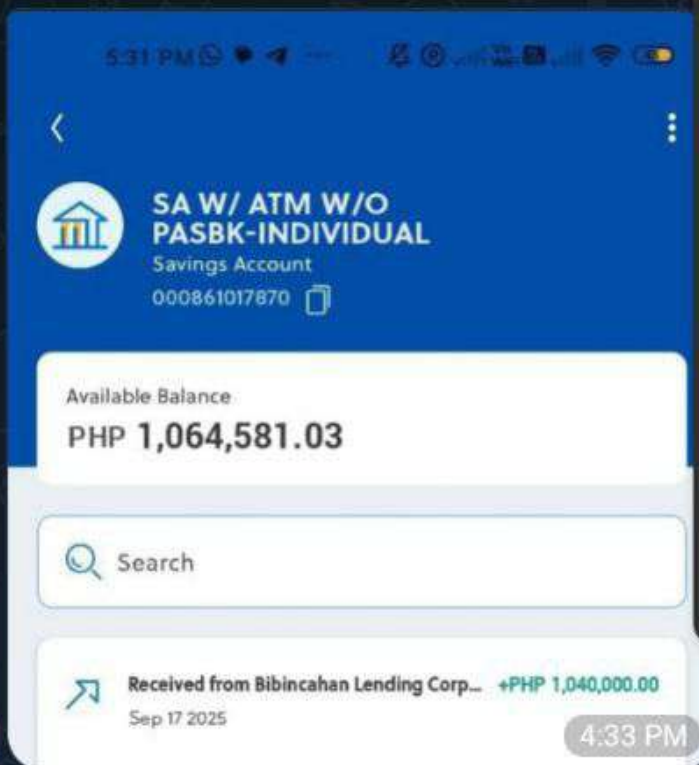 5:31 PM
SA W/ ATM W/O
PASBK-INDIVIDUAL
Savings Account
000861017870
Available Balance
PHP 1,064,581.03
Search
Received from Bibincahan Lending Corp... +PHP 1,040,000.00
Sep 17 2025
4:33 PM